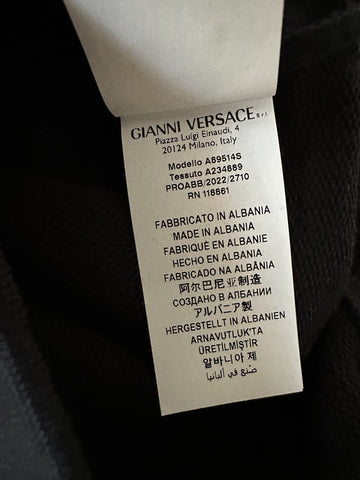 GIANNI VERSACE S.r.l.
Piazza Luigi Einaudi, 4
20124 Milano, Italy
Modello A89514S
Tessuto A234889
PROABB/2022/2710
RN 118861
FABBRICATO IN ALBANIA
MADE IN ALBANIA
FABRIQUÉ EN ALBANIE
HECHO EN ALBANIA
FABRICADO NA ALBÂNIA
阿尔巴尼亚制造
СОЗДАНО В АЛБАНИИ
アルバニア製
HERGESTELLT IN ALBANIEN
ARNAVUTLUK'TA
ÜRETİLMİŞTİR
알바니아 제
صنع في ألبانيا